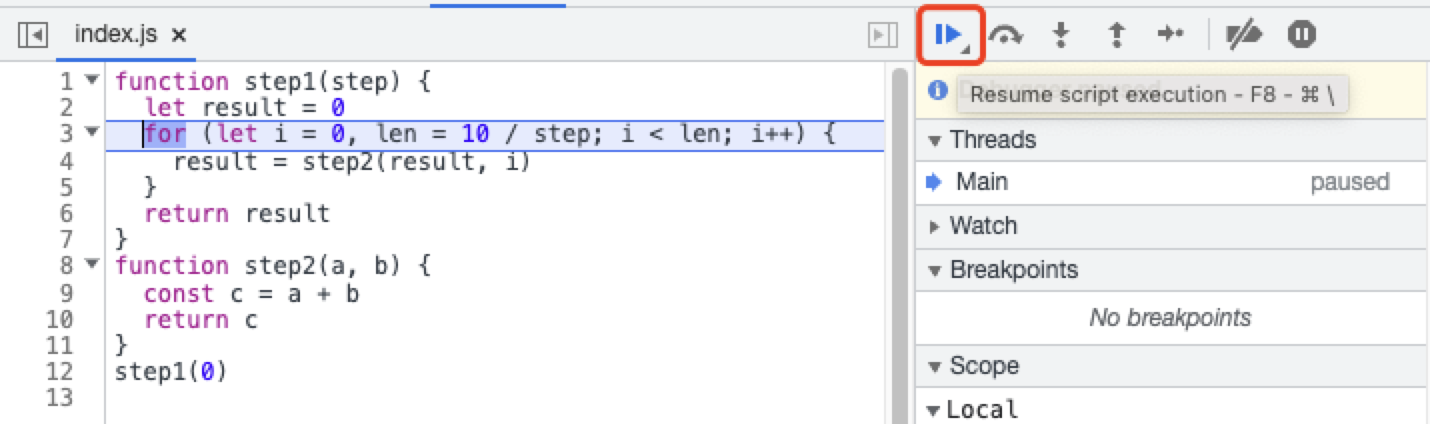 index.js ×
1 function step1(step) {
2 let result = 0
3 for (let i = 0, len = 10 / step; i < len; i++) {
4 result = step2(result, i)
5 }
6 return result
7 }
8 function step2(a, b) {
9 const c = a + b
10 return c
11 }
12 step1(0)
13
Resume script execution - F8 - ⌘ \
Threads
Main paused
Watch
Breakpoints
No breakpoints
Scope
Local